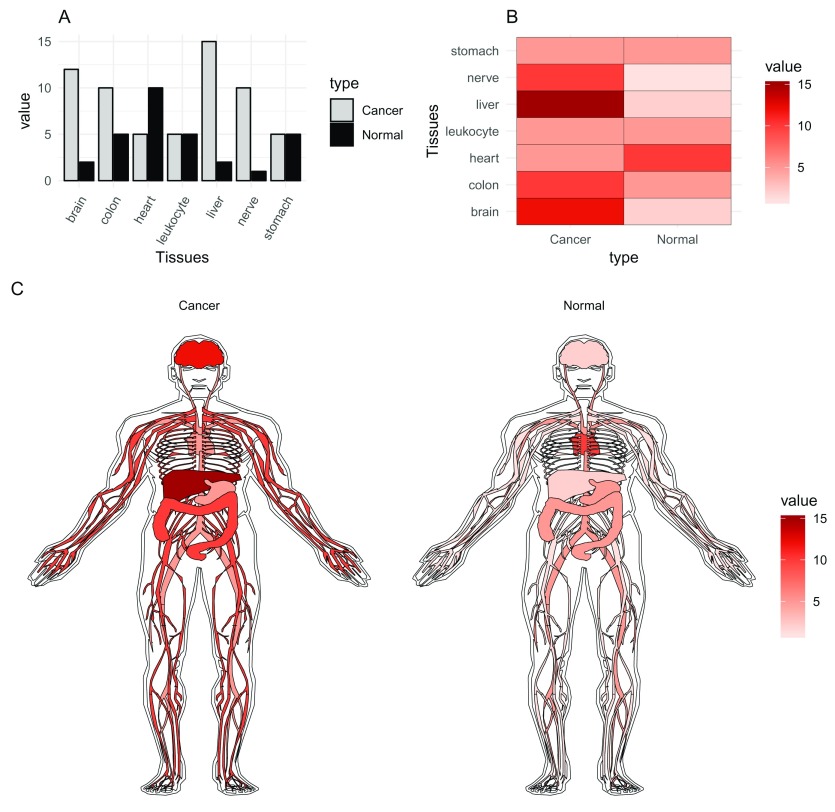 A
15
10
5
0
value
brain
colon
heart
leukocyte
liver
nerve
stomach
Tissues
type
Cancer
Normal
B
stomach
nerve
liver
leukocyte
heart
colon
brain
Tissues
Cancer
Normal
type
value
15
10
5
C
Cancer
Normal
value
15
10
5